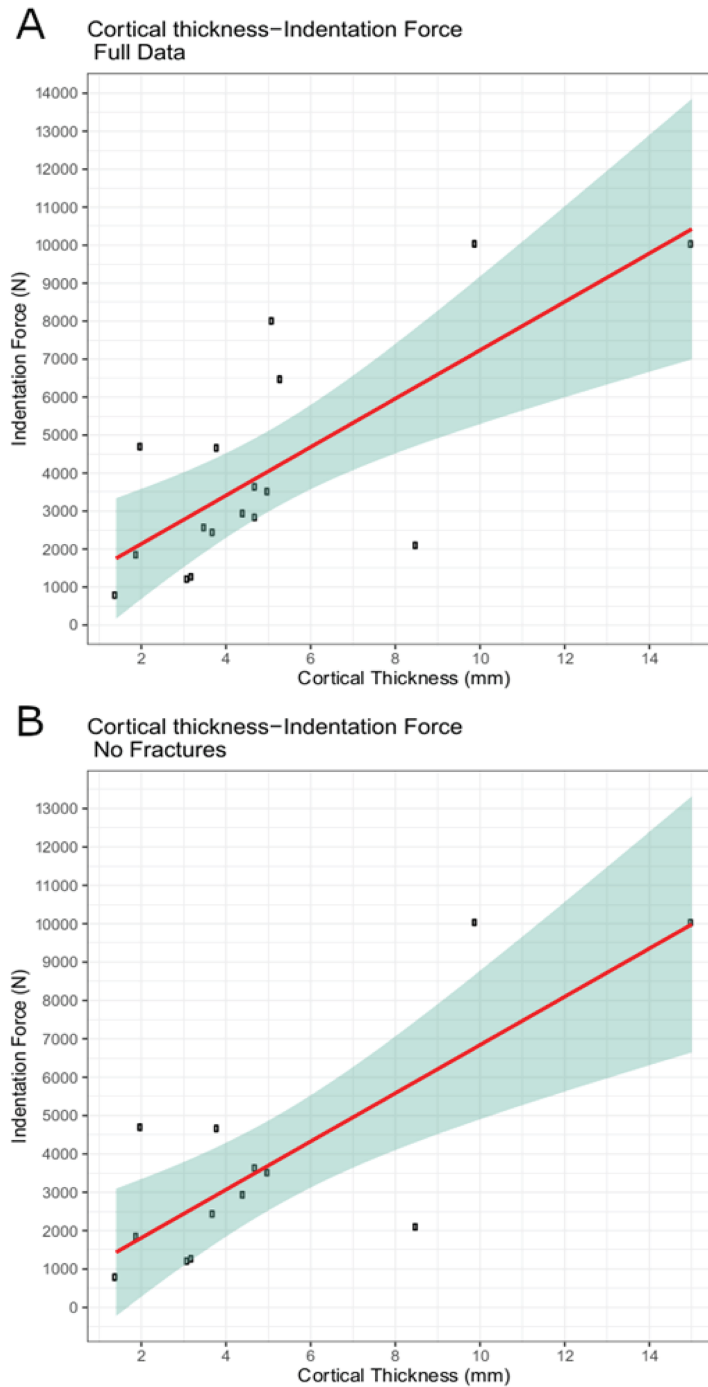 A
Cortical thickness−Indentation Force
Full Data
14000
13000
12000
11000
10000
9000
8000
7000
6000
5000
4000
3000
2000
1000
0
Indentation Force (N)
2 4 6 8 10 12 14
Cortical Thickness (mm)
B
Cortical thickness−Indentation Force
No Fractures
13000
12000
11000
10000
9000
8000
7000
6000
5000
4000
3000
2000
1000
0
Indentation Force (N)
2 4 6 8 10 12 14
Cortical Thickness (mm)